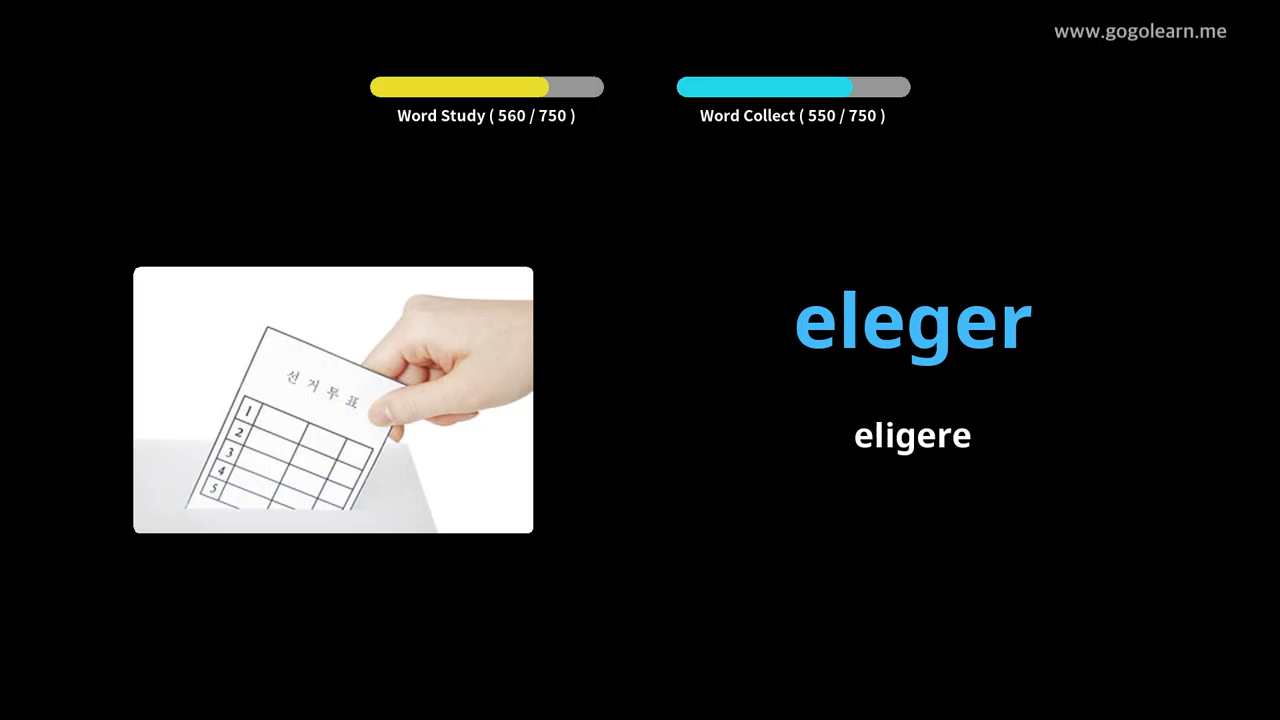 www.gogolearn.me
Word Study ( 560 / 750 )
Word Collect ( 550 / 750 )
선거투표
1
2
3
4
5
eleger
eligere